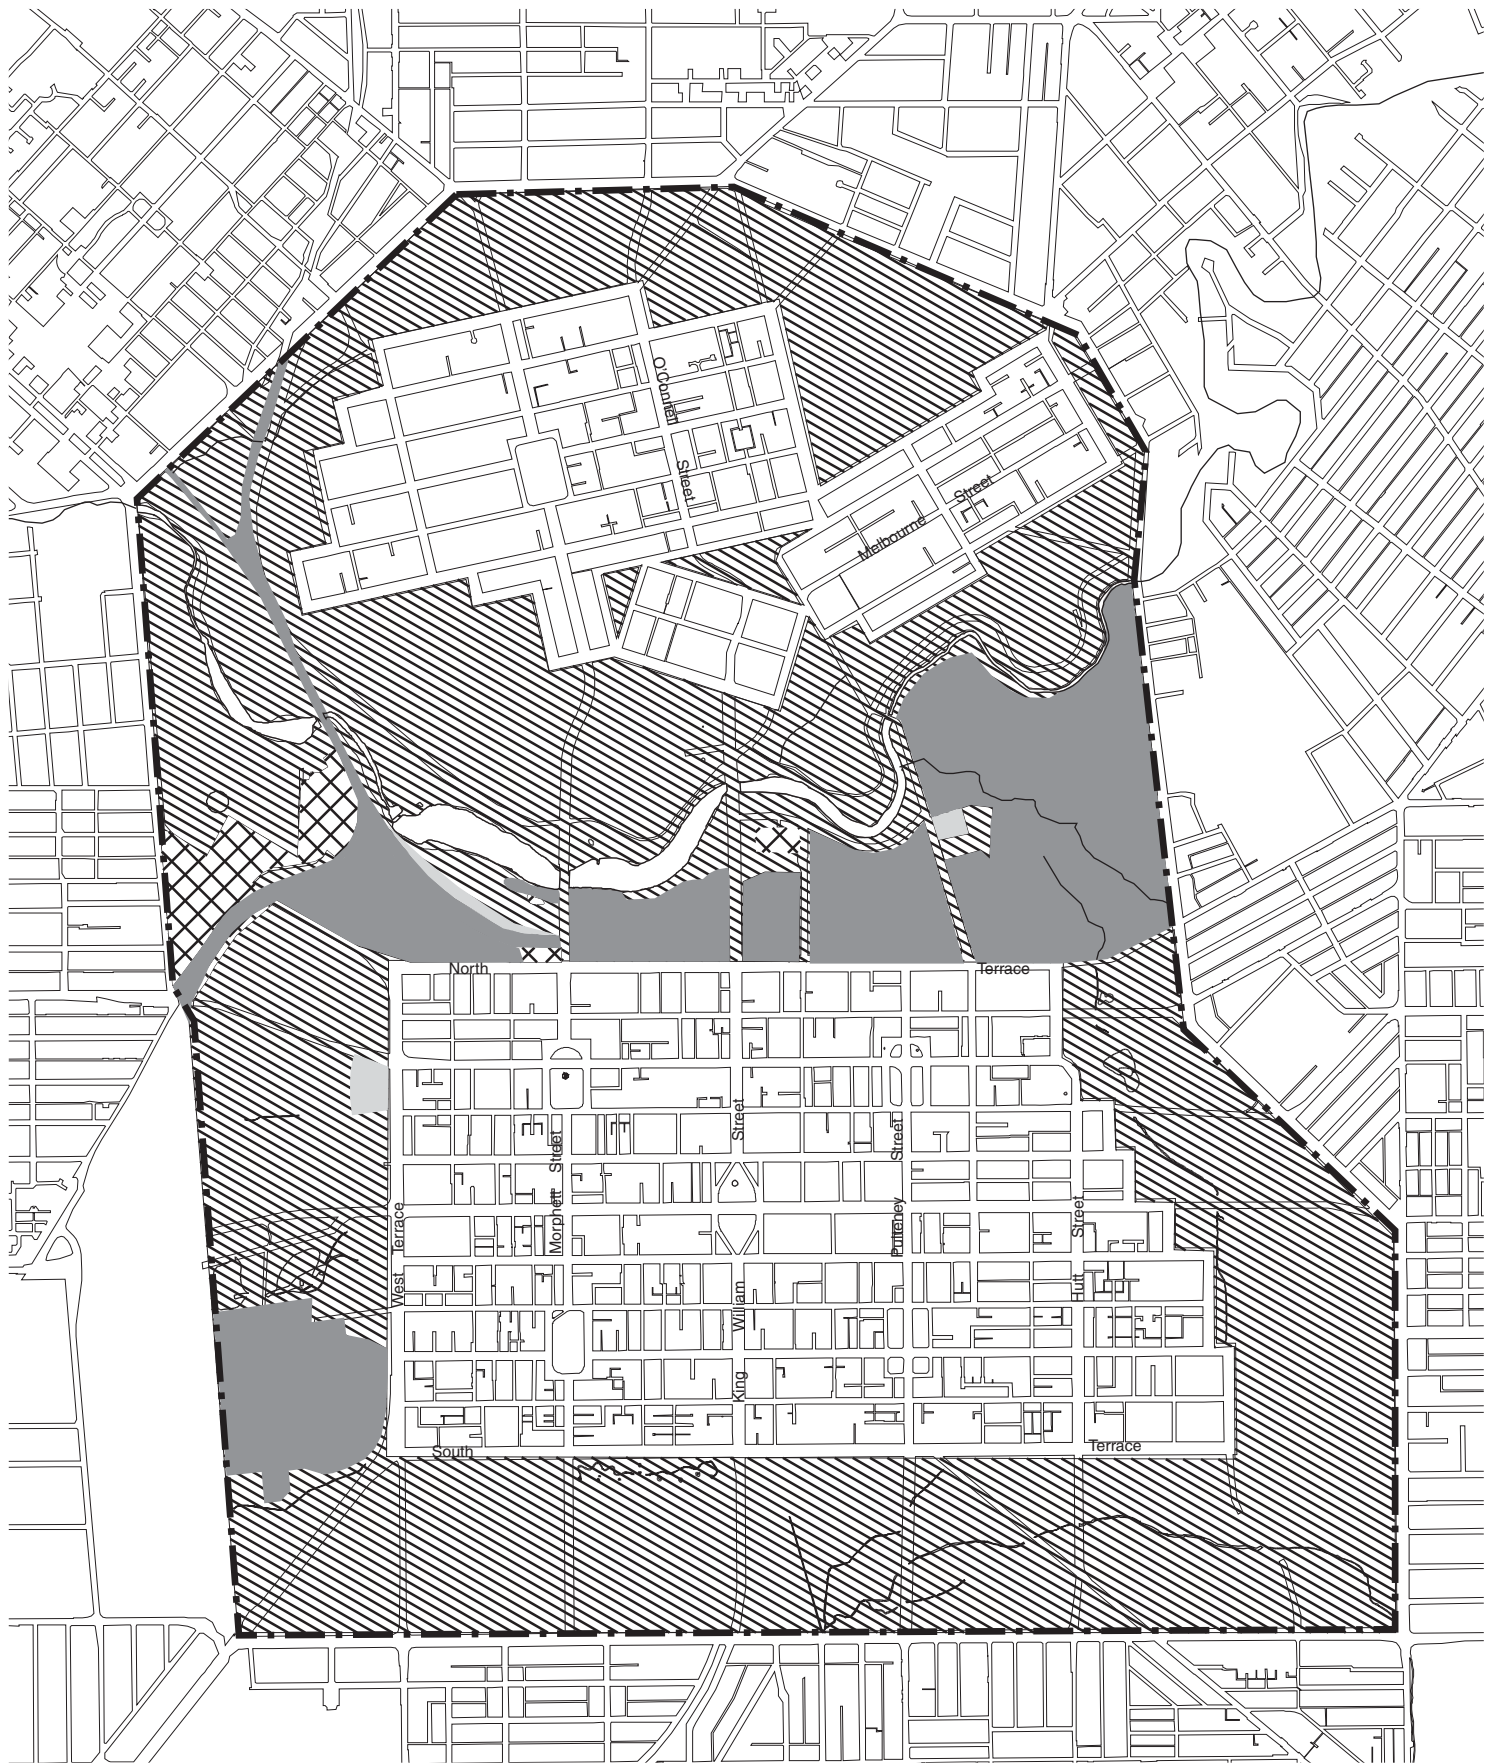 O'Connell
Street
Street
Melbourne
North
Terrace
Street
Street
Street
Terrace
Morphett
Pulteney
Street
West
Hutt
William
King
South
Terrace